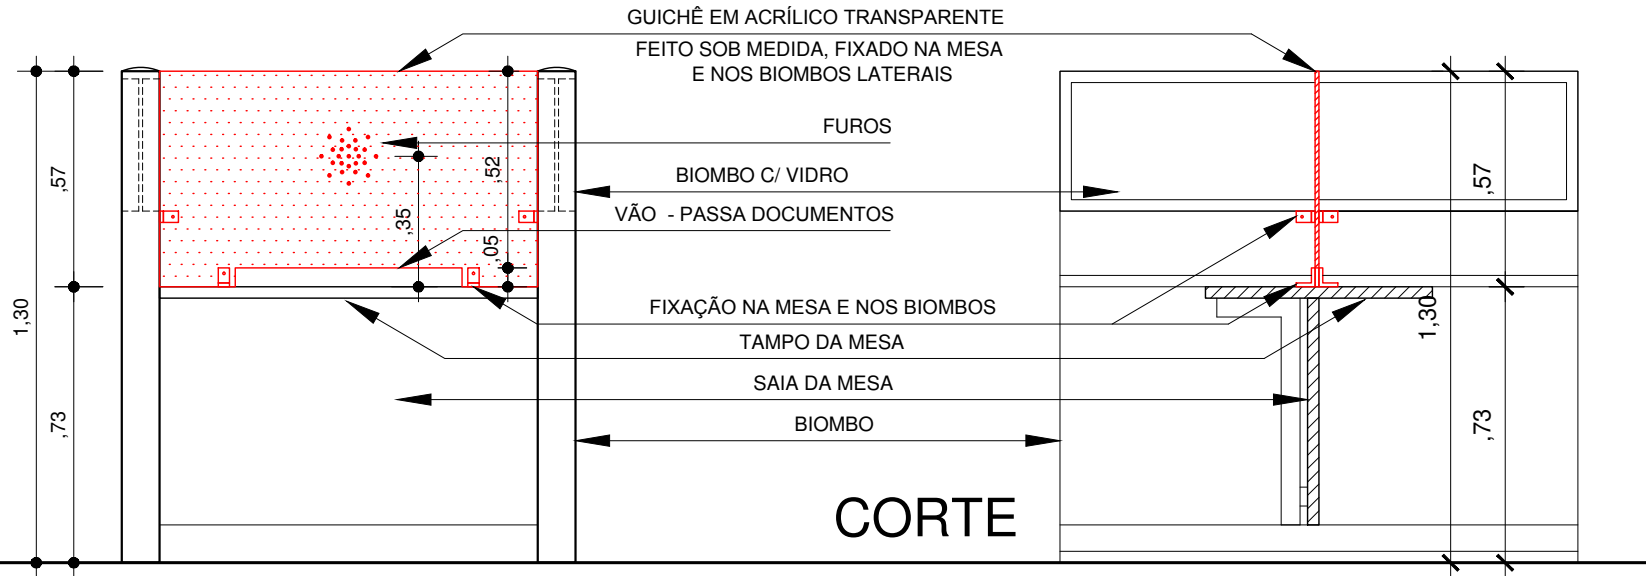 GUICHÊ EM ACRÍLICO TRANSPARENTE
FEITO SOB MEDIDA, FIXADO NA MESA
E NOS BIOMBOS LATERAIS
FUROS
BIOMBO C/ VIDRO
VÃO - PASSA DOCUMENTOS
FIXAÇÃO NA MESA E NOS BIOMBOS
TAMPO DA MESA
SAIA DA MESA
BIOMBO
CORTE
1,30
,57
,73
,52
,35
,05
,57
1,30
,73